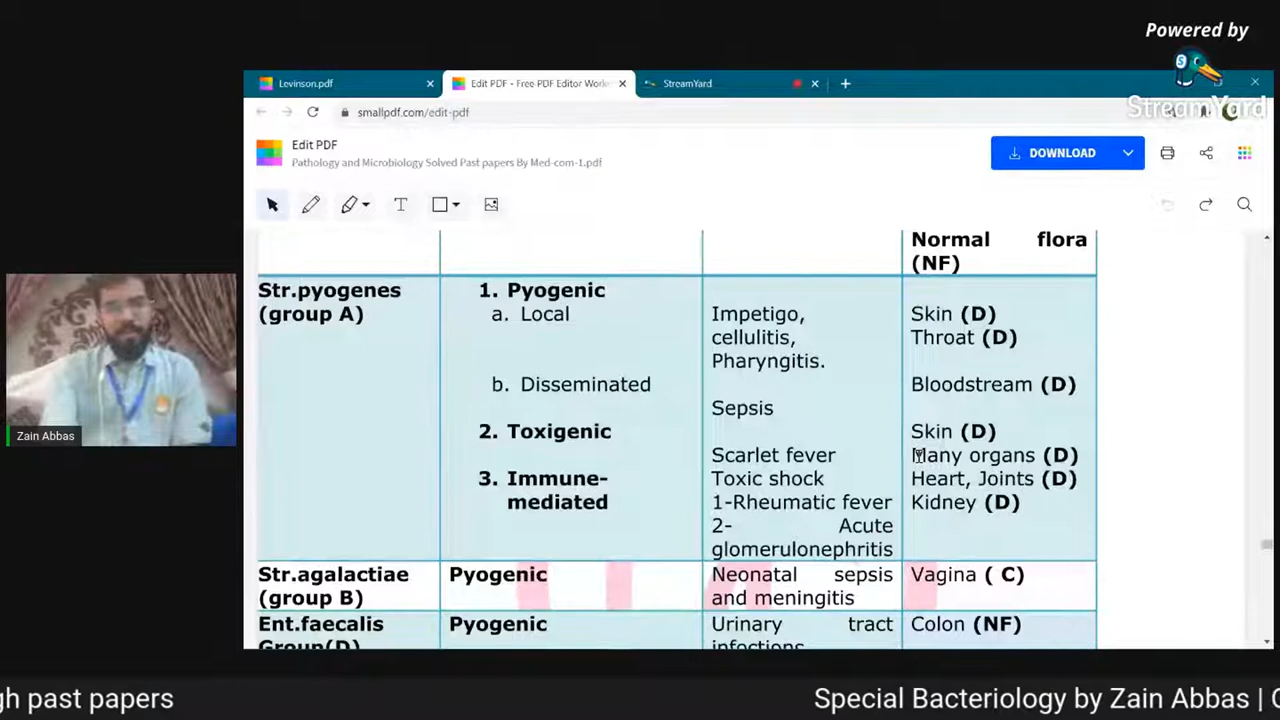 Powered by
StreamYard
Levinson.pdf
Edit PDF - Free PDF Editor Work
StreamYard
smallpdf.com/edit-pdf
Edit PDF
Pathology and Microbiology Solved Past papers By Med-com-1.pdf
DOWNLOAD
T
Normal flora
(NF)
Str.pyogenes
(group A)
1. Pyogenic
a. Local
b. Disseminated
2. Toxigenic
3. Immune-
mediated
Impetigo,
cellulitis,
Pharyngitis.
Sepsis
Scarlet fever
Toxic shock
1-Rheumatic fever
2- Acute
glomerulonephritis
Skin (D)
Throat (D)
Bloodstream (D)
Skin (D)
Many organs (D)
Heart, Joints (D)
Kidney (D)
Str.agalactiae
(group B)
Pyogenic
Neonatal sepsis
and meningitis
Vagina ( C)
Ent.faecalis
Group(D)
Pyogenic
Urinary tract
infections
Colon (NF)
Zain Abbas
gh past papers
Special Bacteriology by Zain Abbas |